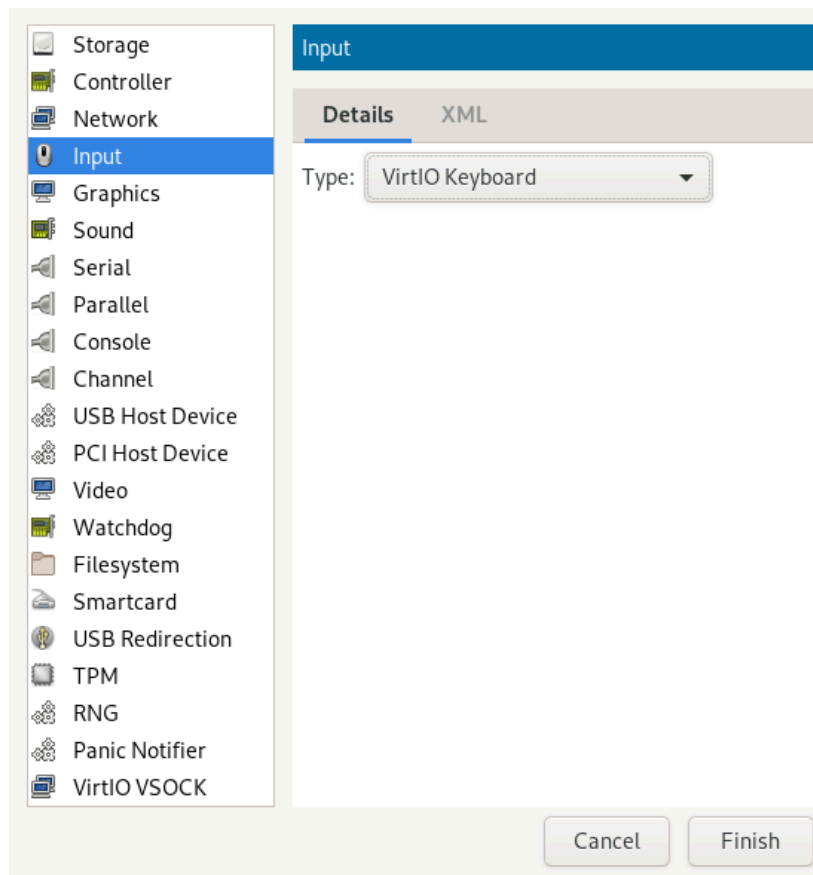 Storage
Controller
Network
Input
Graphics
Sound
Serial
Parallel
Console
Channel
USB Host Device
PCI Host Device
Video
Watchdog
Filesystem
Smartcard
USB Redirection
TPM
RNG
Panic Notifier
VirtIO VSOCK
Input
Details XML
Type: VirtIO Keyboard
Cancel Finish